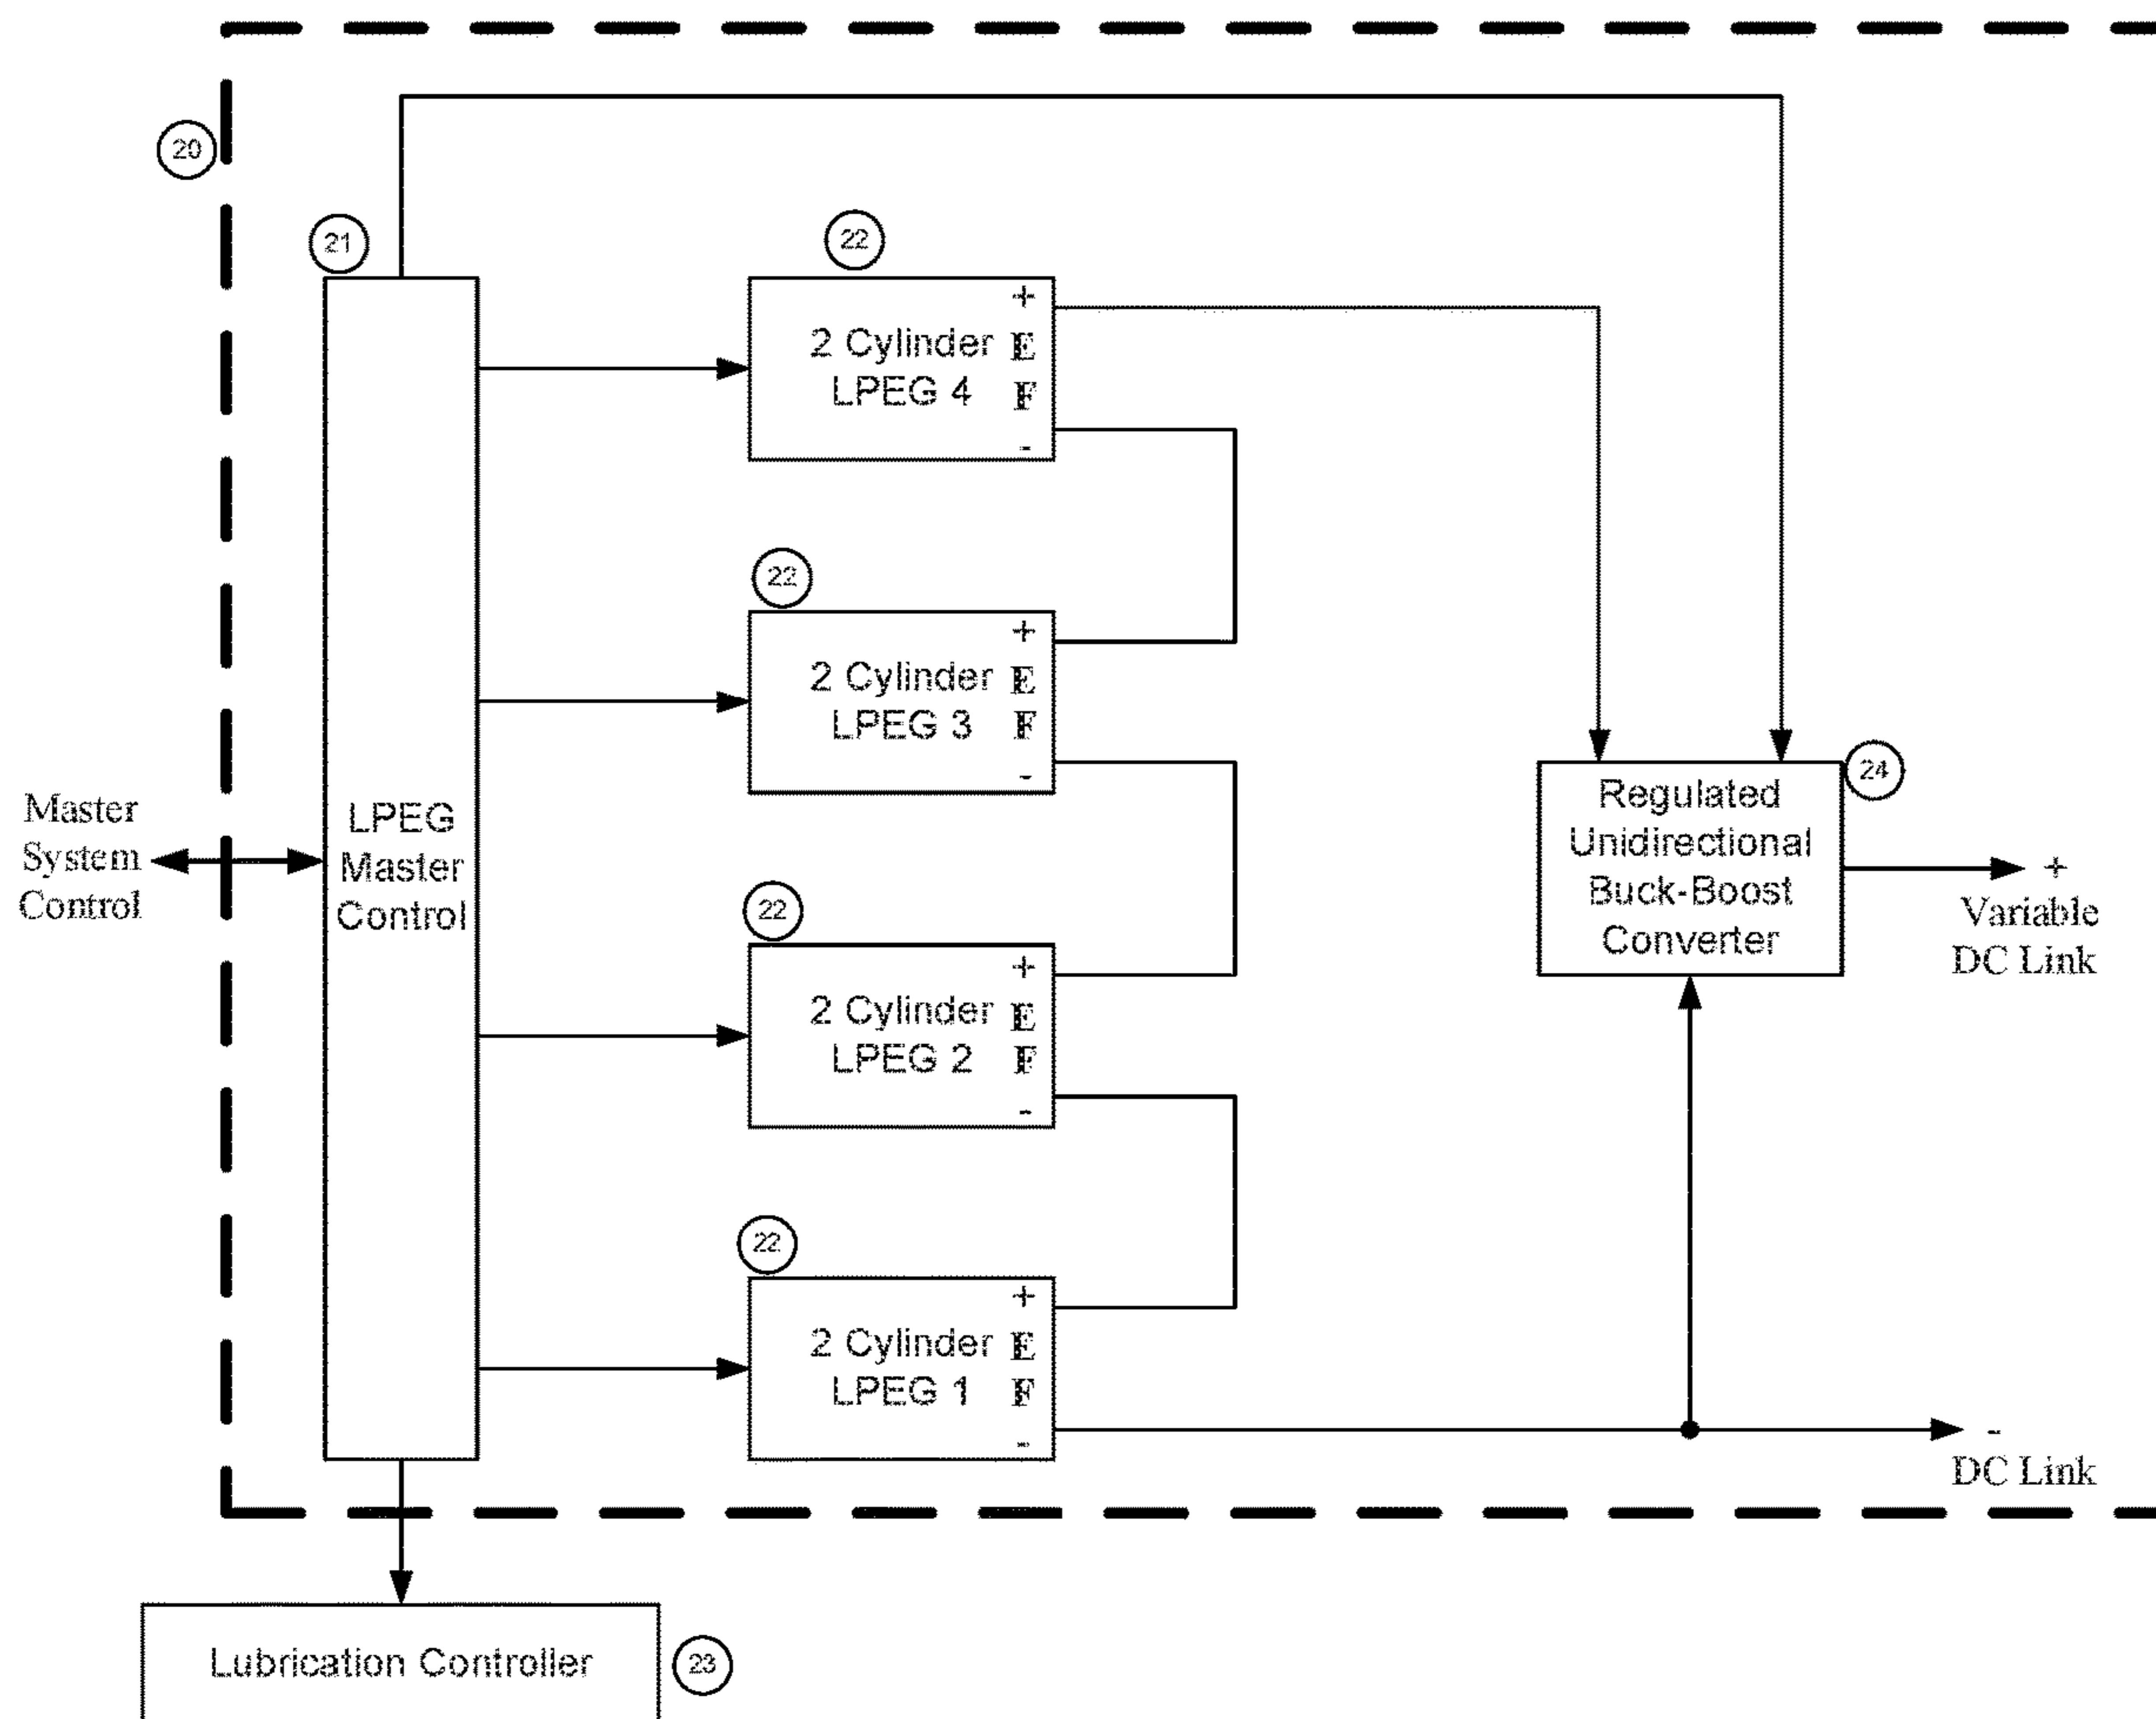 20
21
22
+
2 Cylinder E
LPEG 4 F
-
22
+
2 Cylinder E
LPEG 3 F
-
Master
System
Control
LPEG
Master
Control
24
Regulated
Unidirectional
Buck-Boost
Converter
+
Variable
DC Link
22
+
2 Cylinder E
LPEG 2 F
-
22
+
2 Cylinder E
LPEG 1 F
-
-
DC Link
Lubrication Controller
23